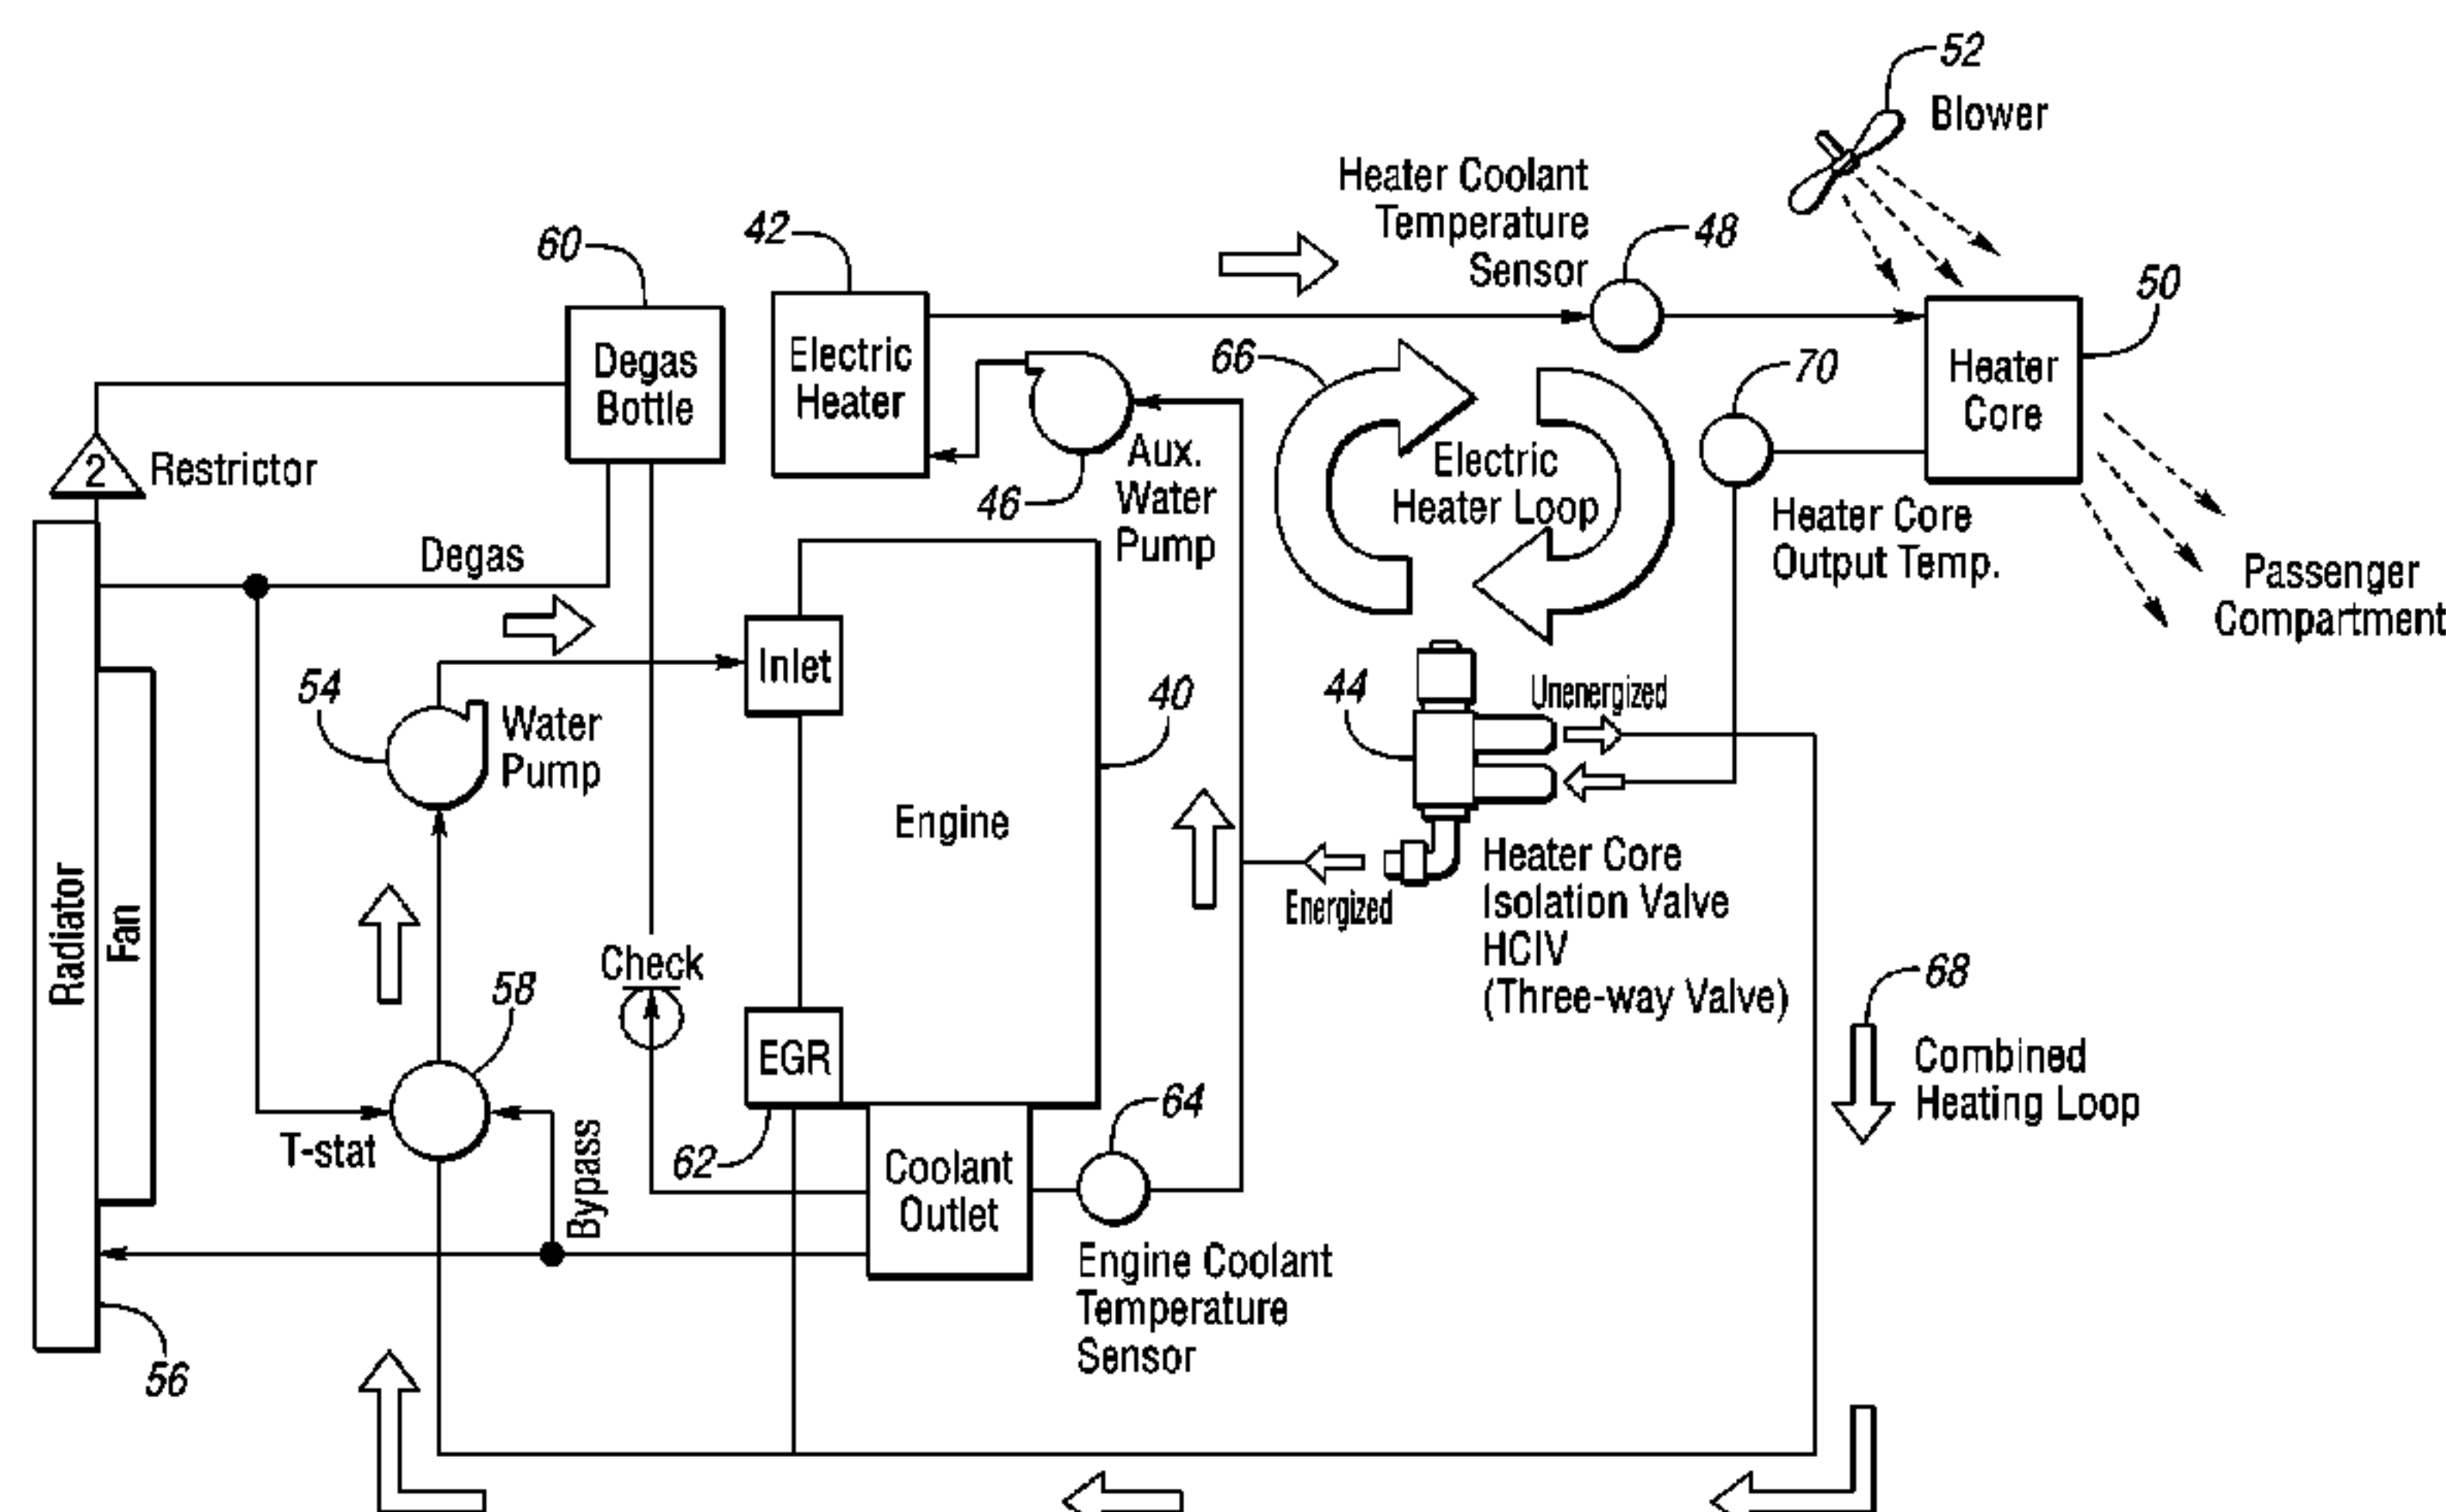 52
Blower
Heater Coolant
Temperature
Sensor
48
60
42
50
Degas
Bottle
Electric
Heater
66
70
Heater
Core
2
Restrictor
Aux.
Water
Pump
46
Electric
Heater Loop
Heater Core
Output Temp.
Degas
Passenger
Compartment
Inlet
54
Water
Pump
40
44
Unenergized
Engine
Heater Core
Isolation Valve
HCIV
(Three-way Valve)
Energized
Radiator
Fan
Check
58
68
EGR
Combined
Heating Loop
T-stat
Bypass
62
64
Coolant
Outlet
Engine Coolant
Temperature
Sensor
56